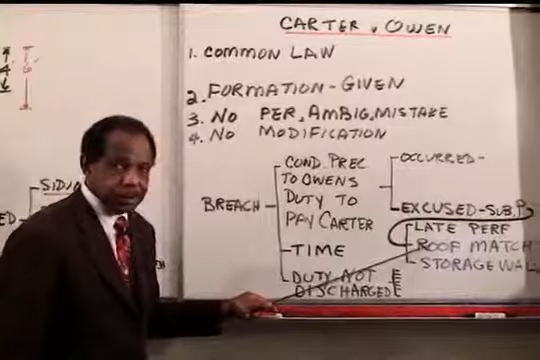 CARTER v OWEN
1. COMMON LAW
2. FORMATION - GIVEN
3. NO PER, AMBIG, MISTAKE
4. NO MODIFICATION
BREACH
COND PREC
TO OWENS
DUTY TO
PAY CARTER
TIME
DUTY NOT
DISCHARGED
OCCURRED-
EXCUSED-SUB.P
LATE PERF
ROOF MATCH
STORAGE WALL